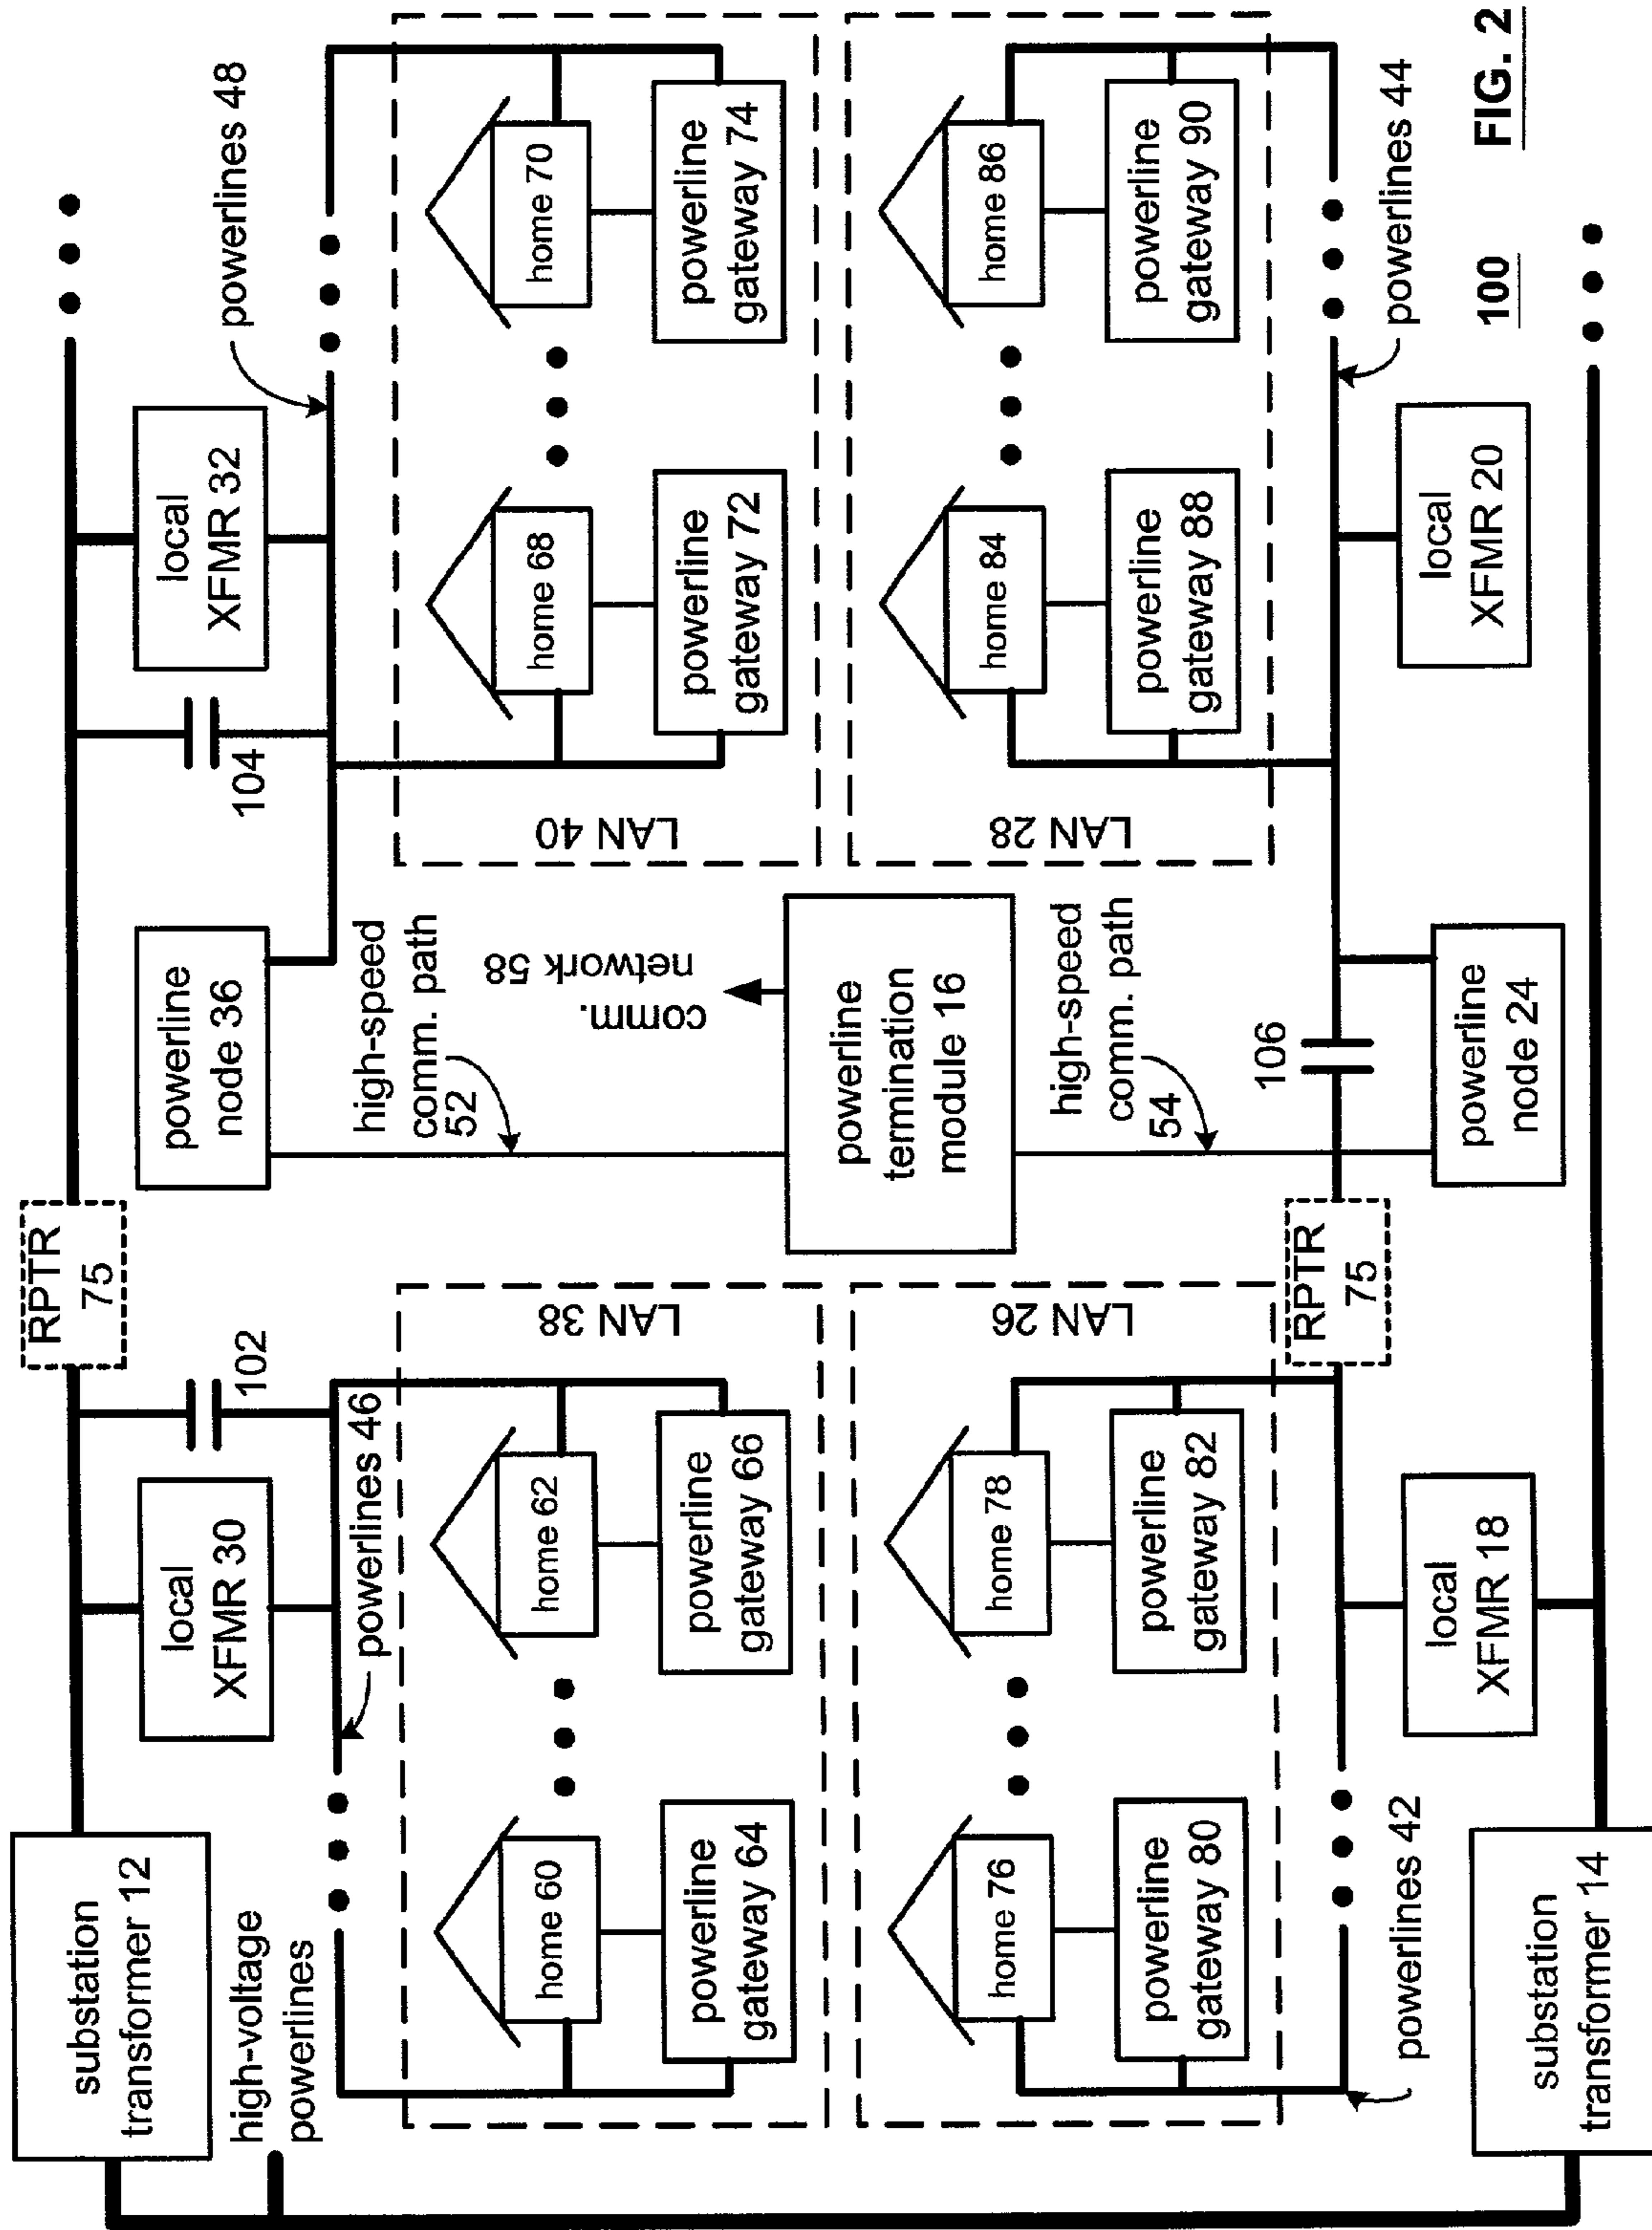 substation
transformer 12
high-voltage
powerlines
local
XFMR 30
102
RPTR
75
powerline
node 36
104
local
XFMR 32
powerlines 48
powerlines 46
home 60
powerline
gateway 64
home 62
powerline
gateway 66
LAN 38
high-speed
comm. path
52
comm.
network 58
LAN 40
home 68
powerline
gateway 72
home 70
powerline
gateway 74
powerline
termination
module 16
home 76
powerline
gateway 80
home 78
powerline
gateway 82
LAN 26
high-speed
comm. path
54
LAN 28
home 84
powerline
gateway 88
home 86
powerline
gateway 90
powerlines 42
local
XFMR 18
RPTR
75
106
powerline
node 24
local
XFMR 20
powerlines 44
substation
transformer 14
100
FIG. 2